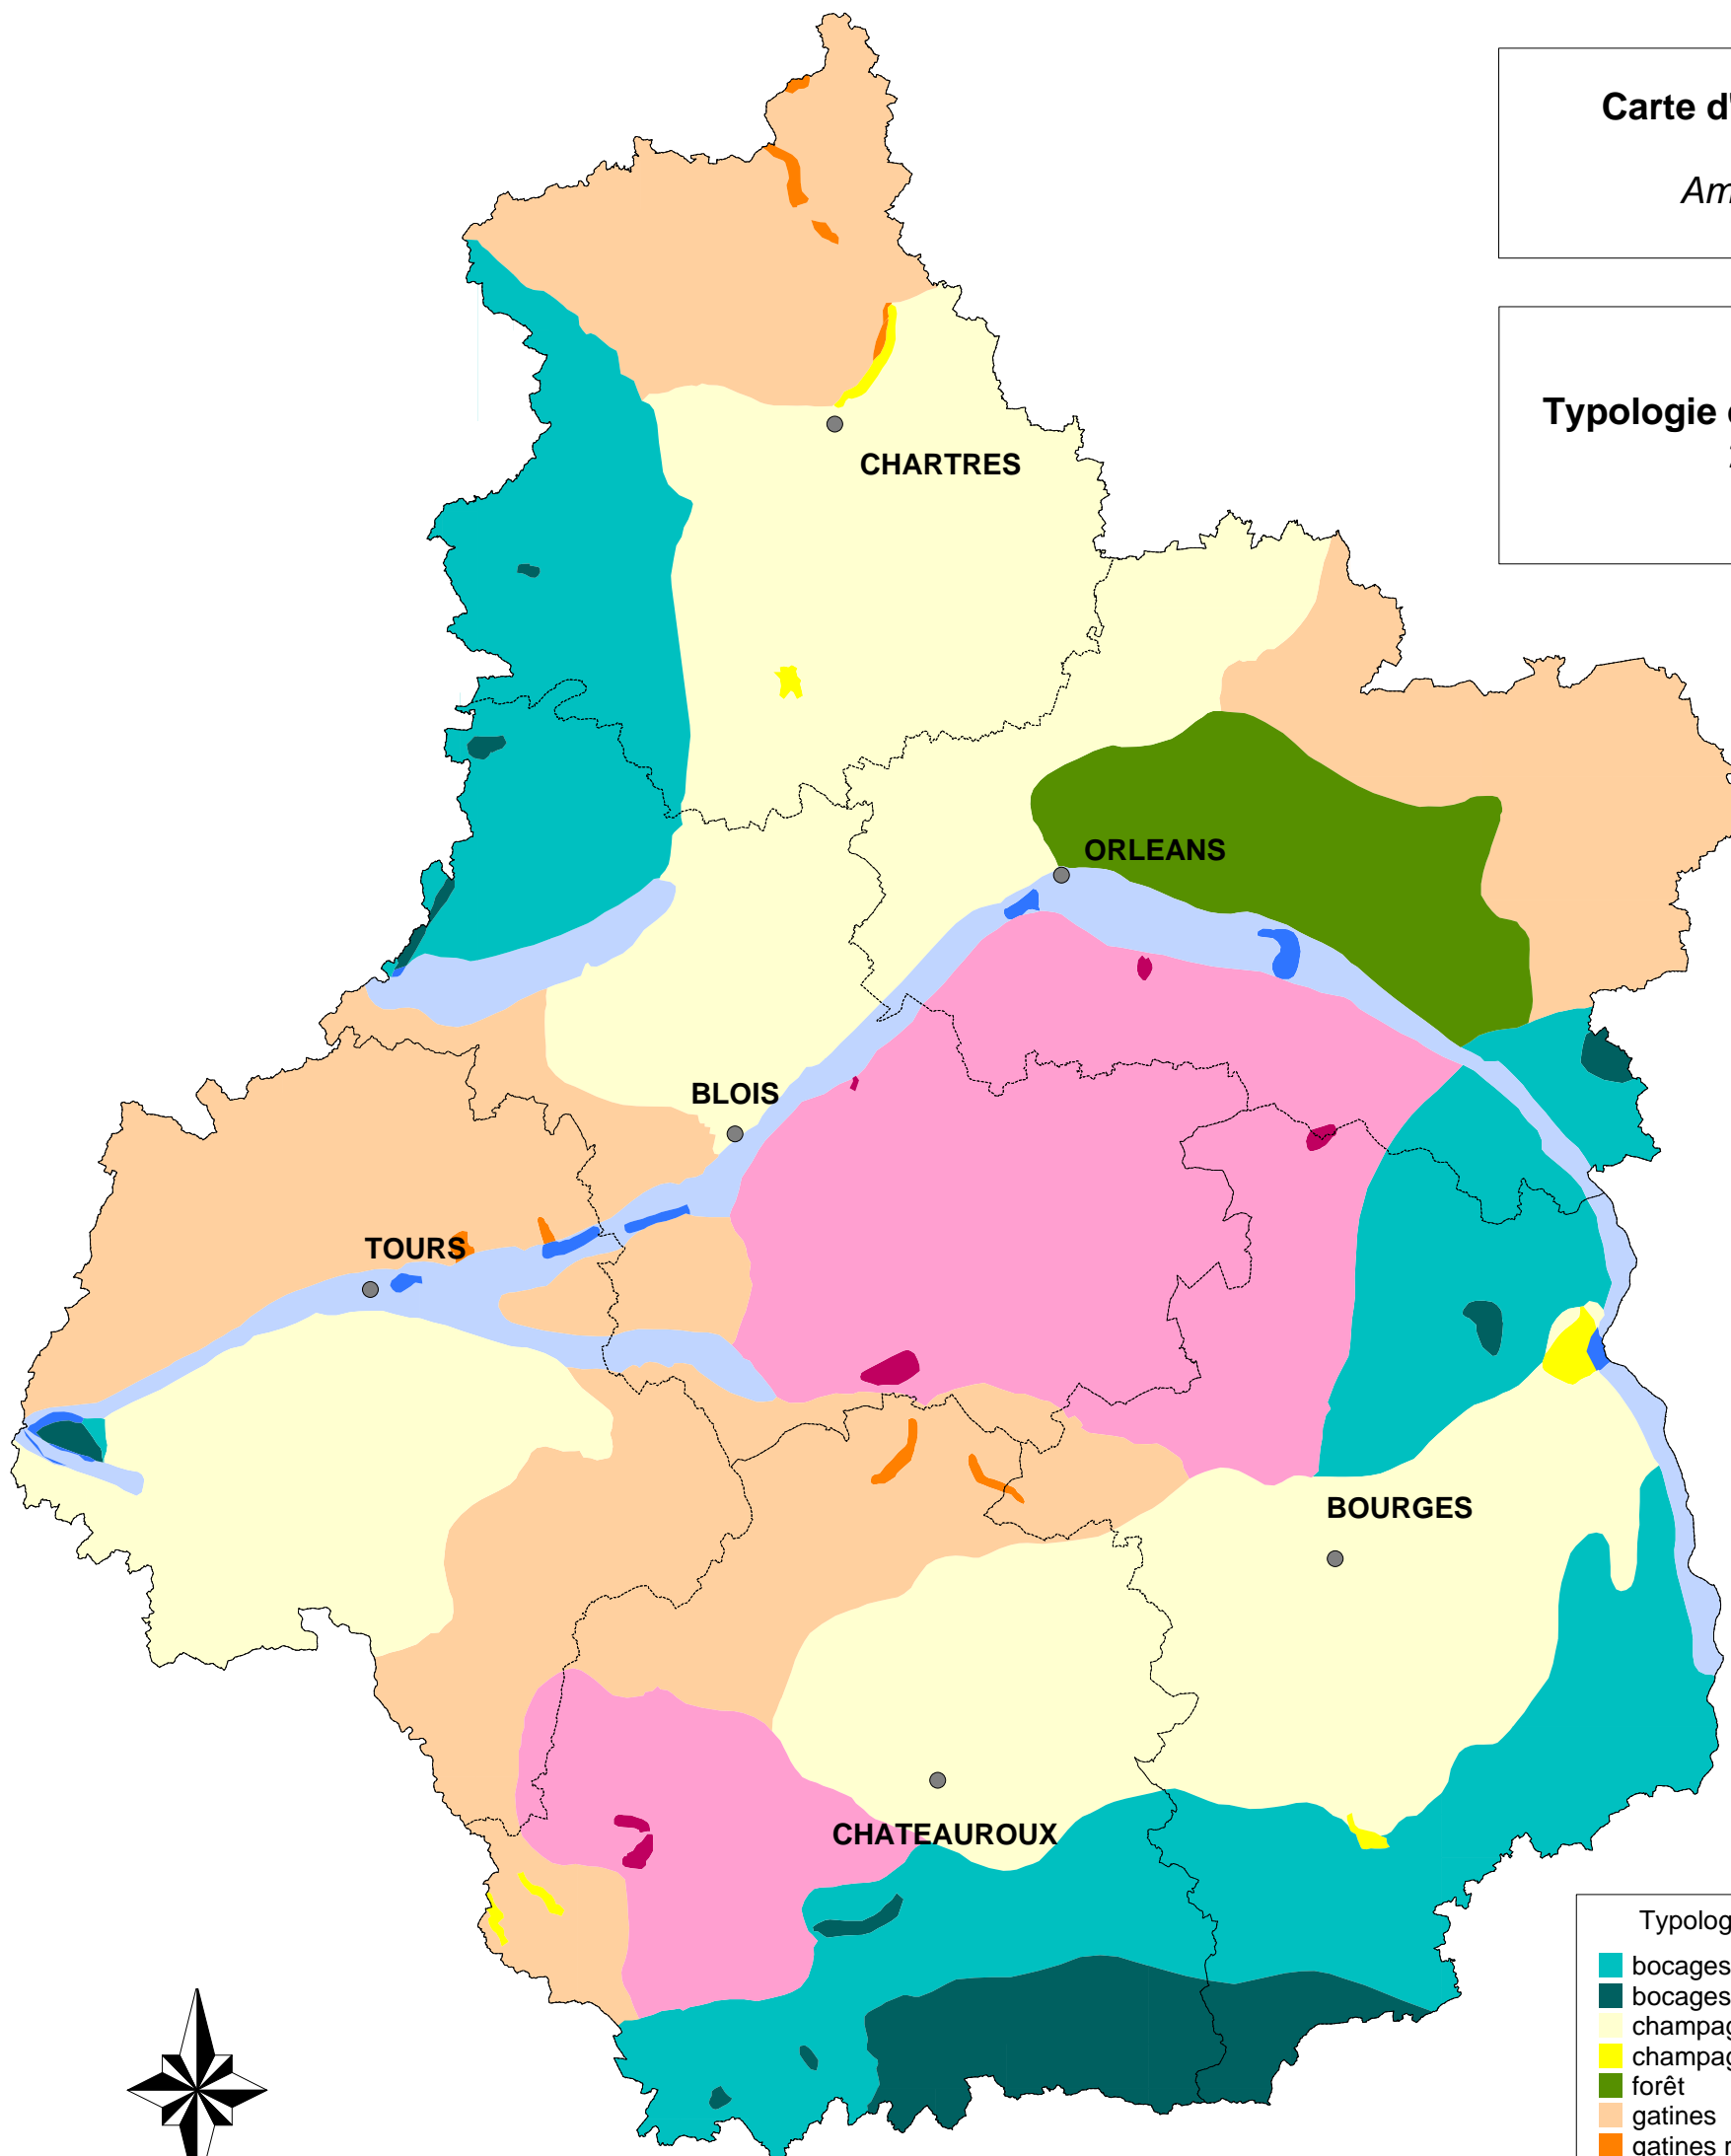 Carte d'
Am
Typologie
CHARTRES
ORLEANS
BLOIS
TOURS
BOURGES
CHATEAUROUX
Typolog
bocages
bocages
champag
champag
forêt
gatines
gatines